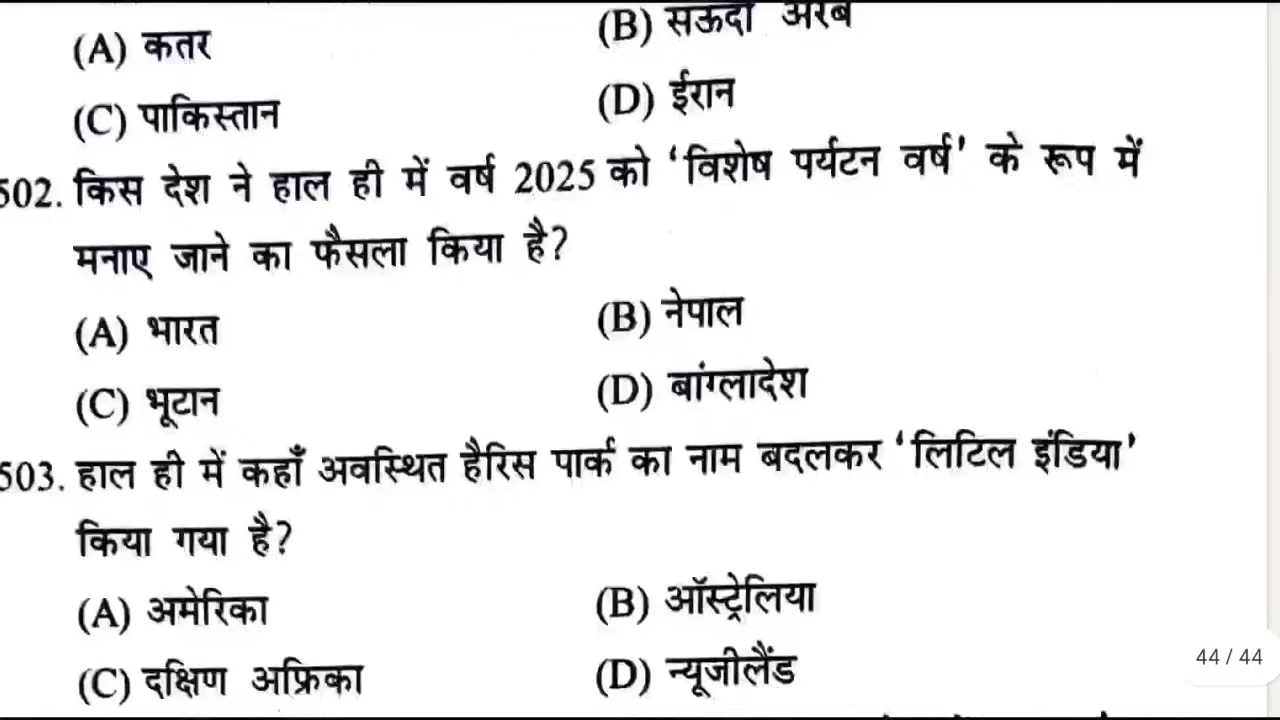 (A) कतर (B) सऊदी अरब
(C) पाकिस्तान (D) ईरान
502. किस देश ने हाल ही में वर्ष 2025 को ‘विशेष पर्यटन वर्ष’ के रूप में
मनाए जाने का फैसला किया है?
(A) भारत (B) नेपाल
(C) भूटान (D) बांग्लादेश
503. हाल ही में कहाँ अवस्थित हैरिस पार्क का नाम बदलकर ‘लिटिल इंडिया’
किया गया है?
(A) अमेरिका (B) ऑस्ट्रेलिया
(C) दक्षिण अफ्रिका (D) न्यूजीलैंड
44 / 44